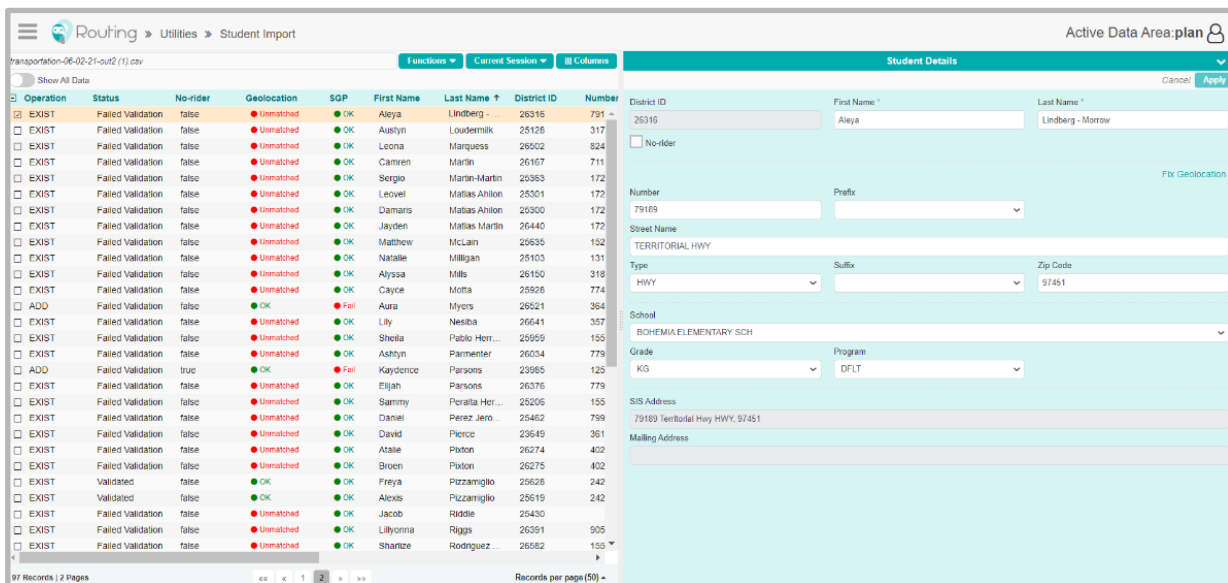 Routing » Utilities » Student Import Active Data Area:plan
transportation-06-02-21-out2 (1).csv Functions Current Session Columns Student Details
Show All Data Cancel Apply
Operation Status No-rider Geolocation SGP First Name Last Name ↑ District ID Number
EXIST Failed Validation false Unmatched OK Aleya Lindberg - ... 26316 791
EXIST Failed Validation false Unmatched OK Austyn Loudermilk 25126 317
EXIST Failed Validation false Unmatched OK Leona Marquess 26502 824
EXIST Failed Validation false Unmatched OK Camren Martin 26167 711
EXIST Failed Validation false Unmatched OK Sergio Martin-Martin 25363 172
EXIST Failed Validation false Unmatched OK Leovel Matias Ahilon 25301 172
EXIST Failed Validation false Unmatched OK Damaris Matias Ahilon 25300 172
EXIST Failed Validation false Unmatched OK Jayden Matias Martin 26440 172
EXIST Failed Validation false Unmatched OK Matthew McLain 25635 152
EXIST Failed Validation false Unmatched OK Natalie Milligan 25103 131
EXIST Failed Validation false Unmatched OK Alyssa Mills 26150 318
EXIST Failed Validation false Unmatched OK Cayce Motta 25926 774
ADD Failed Validation false OK Fail Aura Myers 26521 364
EXIST Failed Validation false Unmatched OK Lily Nesiba 26641 357
EXIST Failed Validation false Unmatched OK Sheila Pablo Herr... 25959 155
EXIST Failed Validation false Unmatched OK Ashtyn Parmenter 26034 779
ADD Failed Validation true OK Fail Kaydence Parsons 23985 125
EXIST Failed Validation false Unmatched OK Elijah Parsons 26376 779
EXIST Failed Validation false Unmatched OK Sammy Peralta Her... 25206 155
EXIST Failed Validation false Unmatched OK Daniel Perez Jero... 25462 799
EXIST Failed Validation false Unmatched OK David Pierce 23649 361
EXIST Failed Validation false Unmatched OK Atalie Pixton 26274 402
EXIST Failed Validation false Unmatched OK Broen Pixton 26275 402
EXIST Validated false OK OK Freya Pizzamiglio 25628 242
EXIST Validated false OK OK Alexis Pizzamiglio 25619 242
EXIST Failed Validation false Unmatched OK Jacob Riddle 25430
EXIST Failed Validation false Unmatched OK Lillyonna Riggs 26391 905
EXIST Failed Validation false Unmatched OK Sharlize Rodriguez ... 26582 155
97 Records | 2 Pages « « 1 2 » »» Records per page (50)
District ID First Name * Last Name *
26316 Aleya Lindberg - Morrow
No-rider
Fix Geolocation
Number Prefix
79189
Street Name
TERRITORIAL HWY
Type Suffix Zip Code
HWY 97451
School
BOHEMIA ELEMENTARY SCH
Grade Program
KG DFLT
SIS Address
79189 Territorial Hwy HWY, 97451
Mailing Address